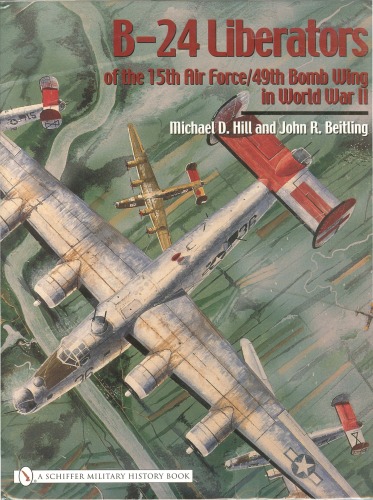 B-24 Liberators
of the 15th Air Force/49th Bomb Wing
in World War II
Michael D. Hill and John R. Beitling
36
A SCHIFFER MILITARY HISTORY BOOK